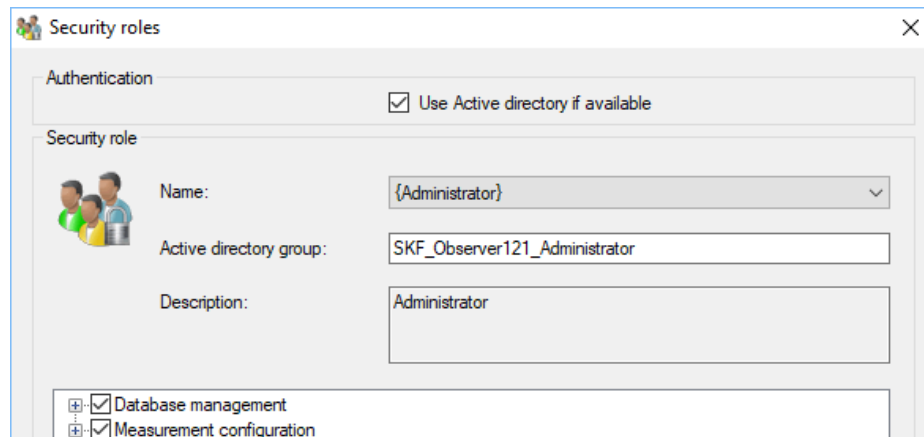 Security roles
Authentication
Use Active directory if available
Security role
Name:
{Administrator}
Active directory group:
SKF_Observer121_Administrator
Description:
Administrator
Database management
Measurement configuration